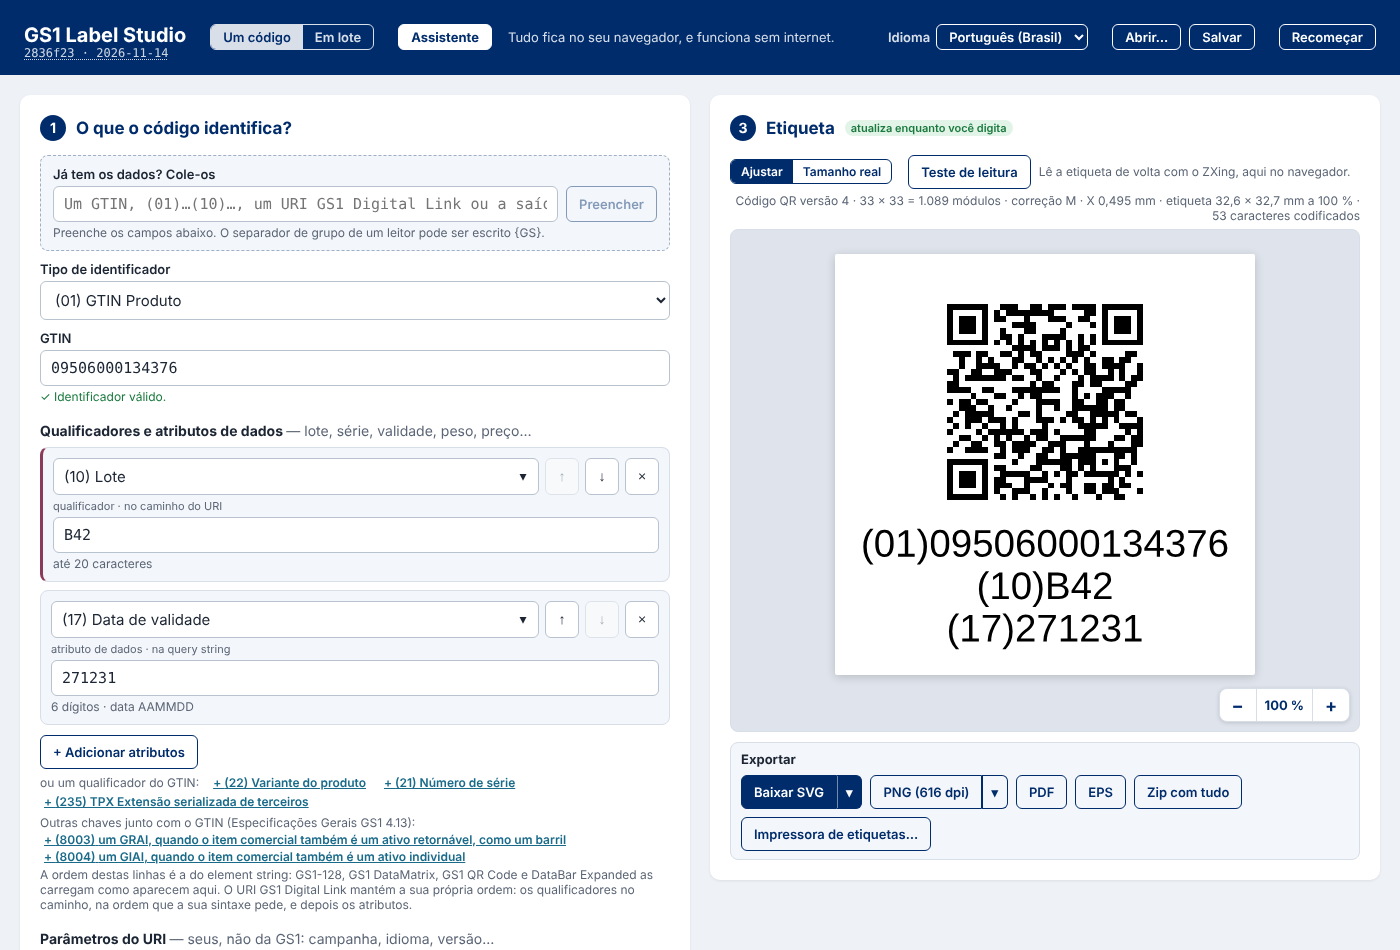 GS1 Label Studio
2836f23 · 2026-11-14
Um código
Em lote
Assistente
Tudo fica no seu navegador, e funciona sem internet.
Idioma
Português (Brasil)
Abrir...
Salvar
Recomeçar
1 O que o código identifica?
Já tem os dados? Cole-os
Um GTIN, (01)…(10)…, um URI GS1 Digital Link ou a saíd
Preencher
Preenche os campos abaixo. O separador de grupo de um leitor pode ser escrito {GS}.
Tipo de identificador
(01) GTIN Produto
GTIN
09506000134376
✓ Identificador válido.
Qualificadores e atributos de dados — lote, série, validade, peso, preço...
(10) Lote
▼
↑
↓
×
qualificador · no caminho do URI
B42
até 20 caracteres
(17) Data de validade
▼
↑
↓
×
atributo de dados · na query string
271231
6 dígitos · data AAMMDD
+ Adicionar atributos
ou um qualificador do GTIN: + (22) Variante do produto + (21) Número de série
+ (235) TPX Extensão serializada de terceiros
Outras chaves junto com o GTIN (Especificações Gerais GS1 4.13):
+ (8003) um GRAI, quando o item comercial também é um ativo retornável, como um barril
+ (8004) um GIAI, quando o item comercial também é um ativo individual
A ordem destas linhas é a do element string: GS1-128, GS1 DataMatrix, GS1 QR Code e DataBar Expanded as
carregam como aparecem aqui. O URI GS1 Digital Link mantém a sua própria ordem: os qualificadores no
caminho, na ordem que a sua sintaxe pede, e depois os atributos.
Parâmetros do URI — seus, não da GS1: campanha, idioma, versão...
3 Etiqueta
atualiza enquanto você digita
Ajustar
Tamanho real
Teste de leitura
Lê a etiqueta de volta com o ZXing, aqui no navegador.
Código QR versão 4 · 33 × 33 = 1.089 módulos · correção M · X 0,495 mm · etiqueta 32,6 × 32,7 mm a 100 % ·
53 caracteres codificados
(01)09506000134376
(10)B42
(17)271231
−
100 %
+
Exportar
Baixar SVG
▼
PNG (616 dpi)
▼
PDF
EPS
Zip com tudo
Impressora de etiquetas...